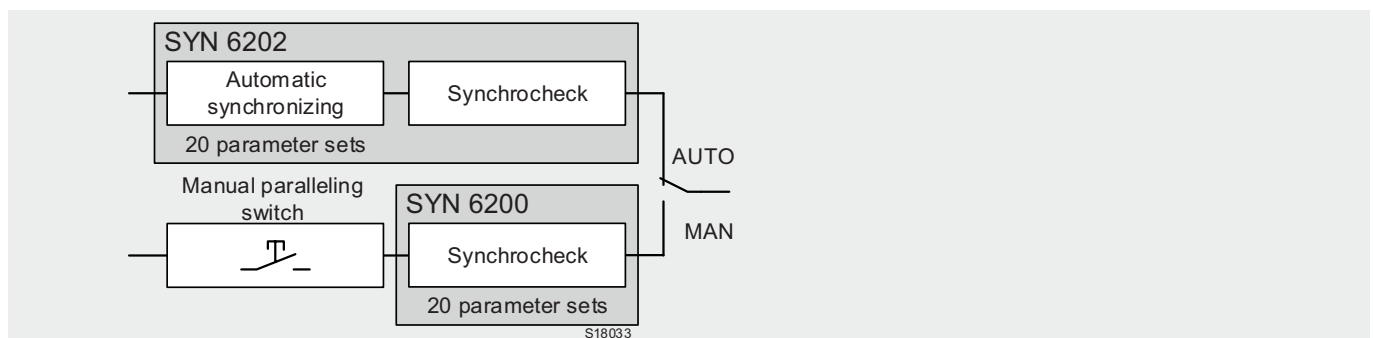 SYN 6202
Automatic
synchronizing
Synchrocheck
20 parameter sets
AUTO
Manual paralleling
switch
SYN 6200
MAN
Synchrocheck
20 parameter sets
S18033